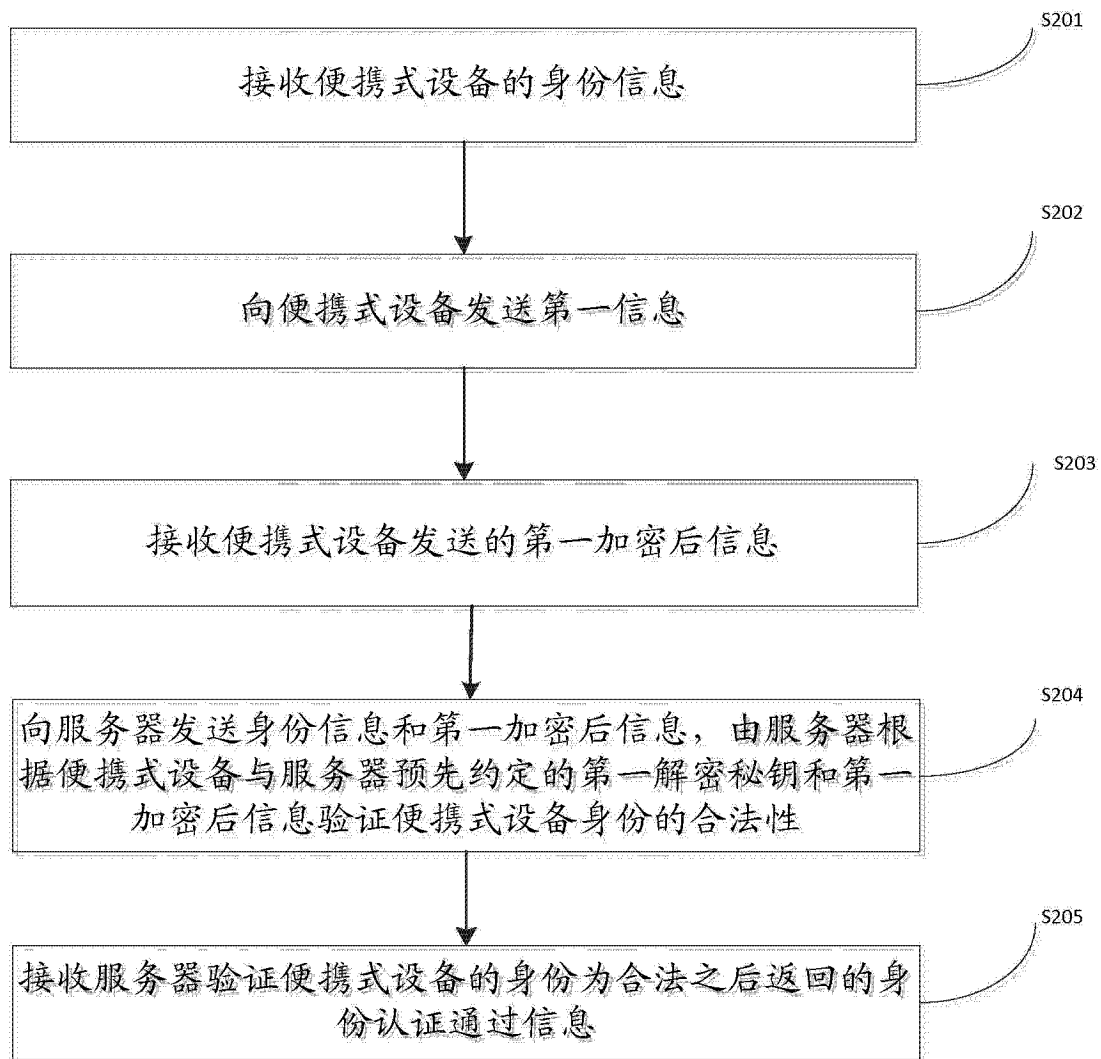 S201
接收便携式设备的身份信息
S202
向便携式设备发送第一信息
S203
接收便携式设备发送的第一加密后信息
S204
向服务器发送身份信息和第一加密后信息，由服务器根
据便携式设备与服务器预先约定的第一解密秘钥和第一
加密后信息验证便携式设备身份的合法性
S205
接收服务器验证便携式设备的身份为合法之后返回的身
份认证通过信息